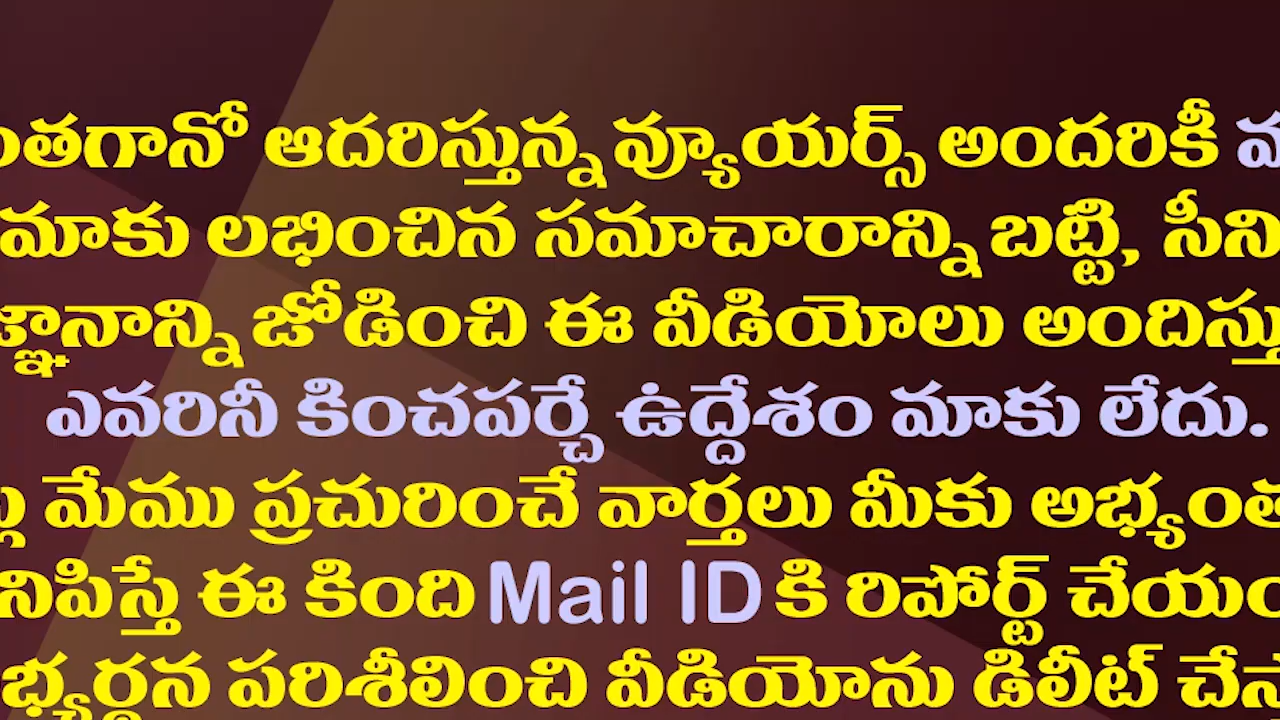 ంతగానో ఆదరిస్తున్న వ్యూయర్స్ అందరికీ
మాకు లభించిన సమాచారాన్ని బట్టి, సీని
జ్ఞానాన్ని జోడించి ఈ వీడియోలు అందిస్తు
ఎవరినీ కించపర్చే ఉద్దేశం మాకు లేదు.
మేము ప్రచురించే వార్తలు మీకు అభ్యంత
నిపిస్తే ఈ కింది Mail ID కి రిపోర్ట్ చేయం
భ్యర్థన పరిశీలించి వీడియోను డిలీట్ చేస